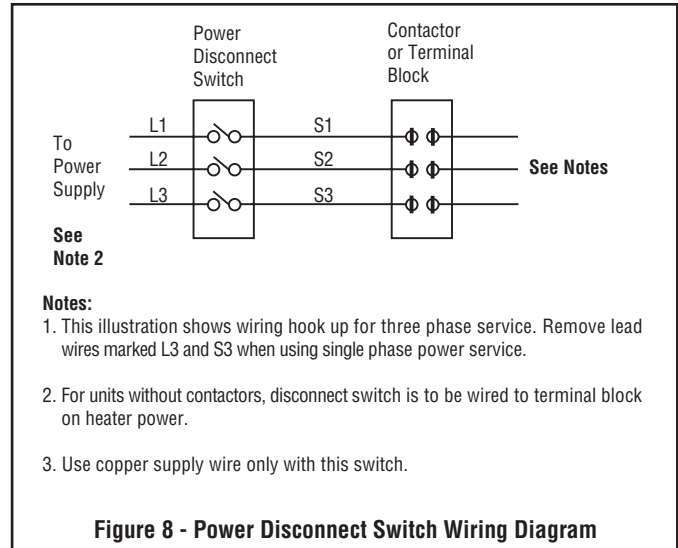 Power
Disconnect
Switch
Contactor
or Terminal
Block
To
Power
Supply
See
Note 2
L1
S1
L2
S2
L3
S3
See Notes
Notes:
1. This illustration shows wiring hook up for three phase service. Remove lead
wires marked L3 and S3 when using single phase power service.
2. For units without contactors, disconnect switch is to be wired to terminal block
on heater power.
3. Use copper supply wire only with this switch.
Figure 8 - Power Disconnect Switch Wiring Diagram